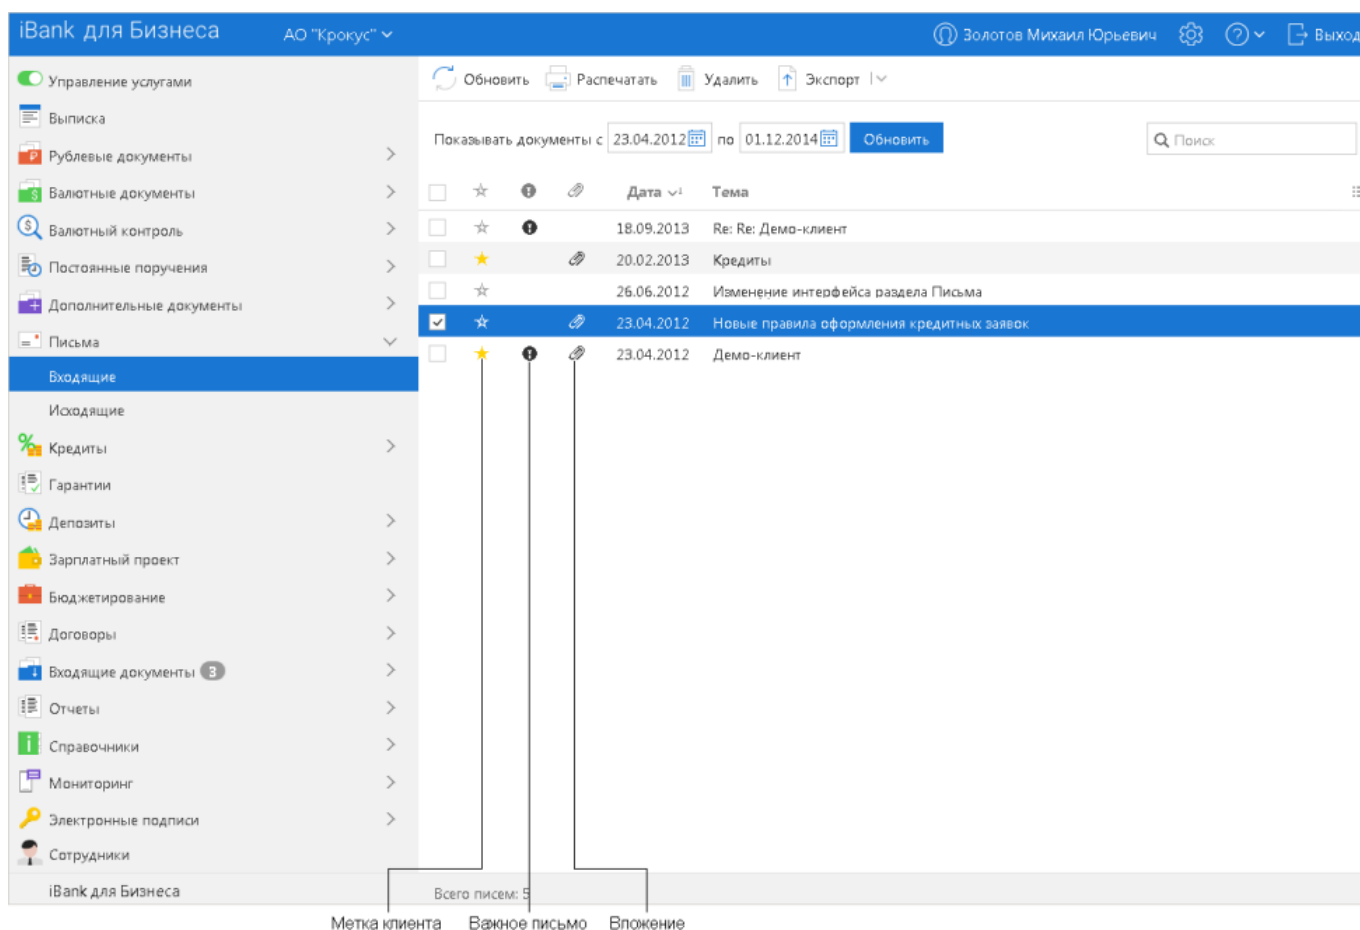 iBank для Бизнеса АО "Крокус" Золотов Михаил Юрьевич Выход
Управление услугами
Выписка
Рублевые документы
Валютные документы
Валютный контроль
Постоянные поручения
Дополнительные документы
Письма
Входящие
Исходящие
Кредиты
Гарантии
Депозиты
Зарплатный проект
Бюджетирование
Договоры
Входящие документы 3
Отчеты
Справочники
Мониторинг
Электронные подписи
Сотрудники
iBank для Бизнеса
Обновить Распечатать Удалить Экспорт
Показывать документы с 23.04.2012 по 01.12.2014 Обновить Поиск
Дата Тема
18.09.2013 Re: Re: Демо-клиент
20.02.2013 Кредиты
26.06.2012 Изменение интерфейса раздела Письма
23.04.2012 Новые правила оформления кредитных заявок
23.04.2012 Демо-клиент
Всего писем: 5
Метка клиента Важное письмо Вложение